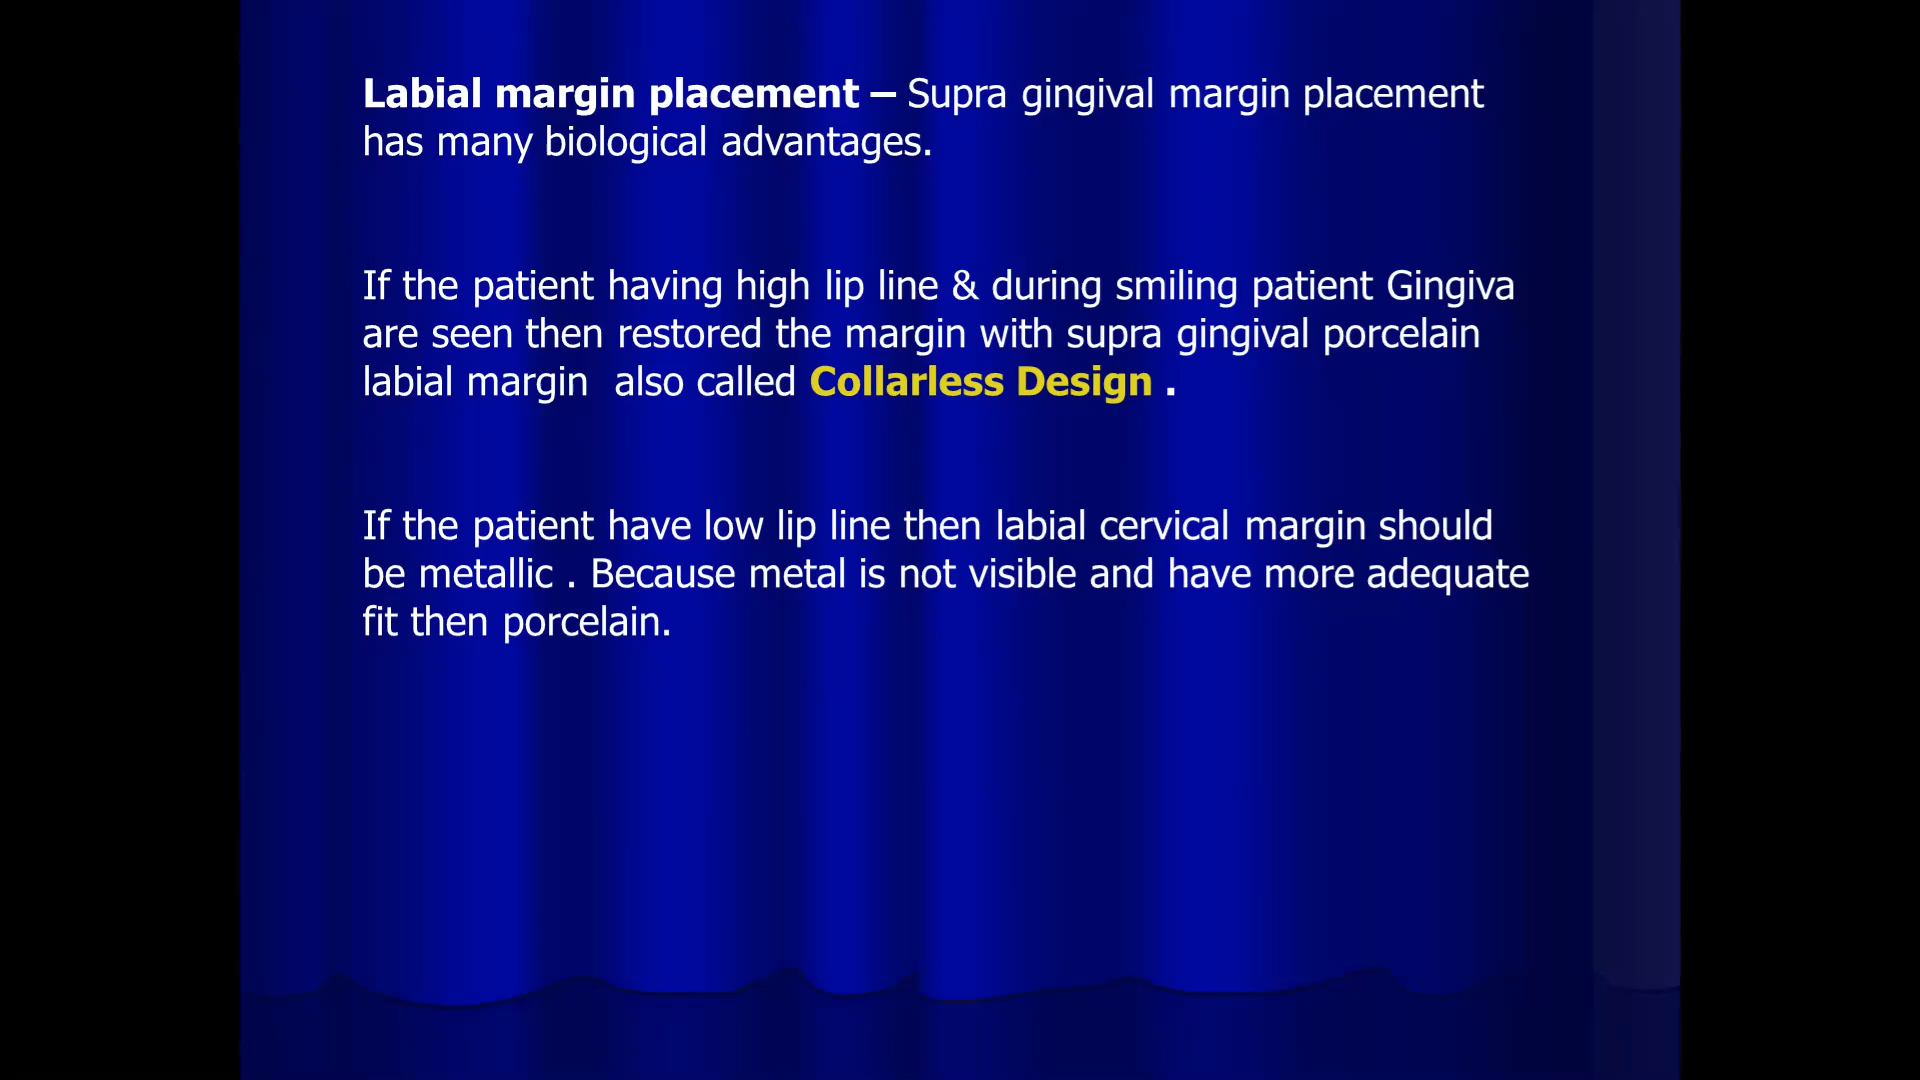 Labial margin placement – Supra gingival margin placement
has many biological advantages.
If the patient having high lip line & during smiling patient Gingiva
are seen then restored the margin with supra gingival porcelain
labial margin  also called Collarless Design .
If the patient have low lip line then labial cervical margin should
be metallic . Because metal is not visible and have more adequate
fit then porcelain.